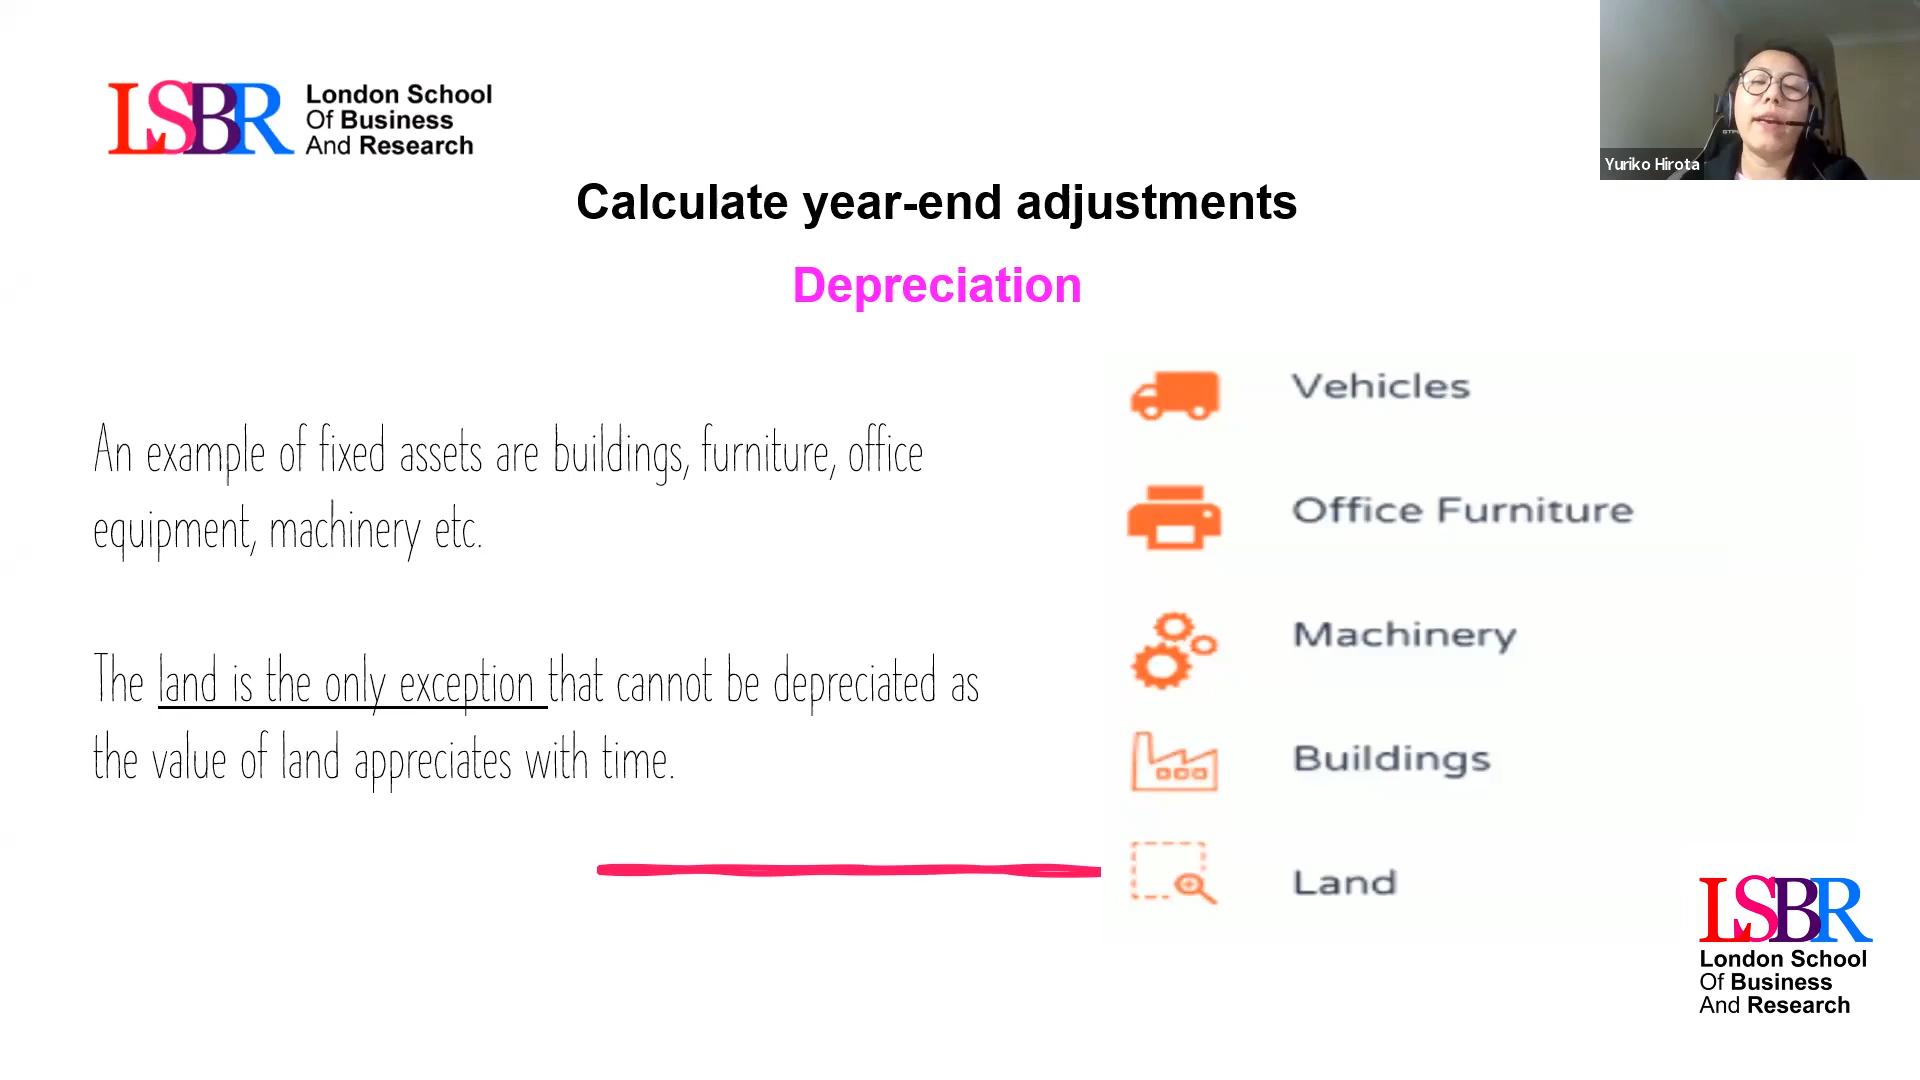 LSBR
London School
Of Business
And Research
Yuriko Hirota
Calculate year-end adjustments
Depreciation
An example of fixed assets are buildings, furniture, office
equipment, machinery etc.
The land is the only exception that cannot be depreciated as
the value of land appreciates with time.
Vehicles
Office Furniture
Machinery
Buildings
Land
LSBR
London School
Of Business
And Research